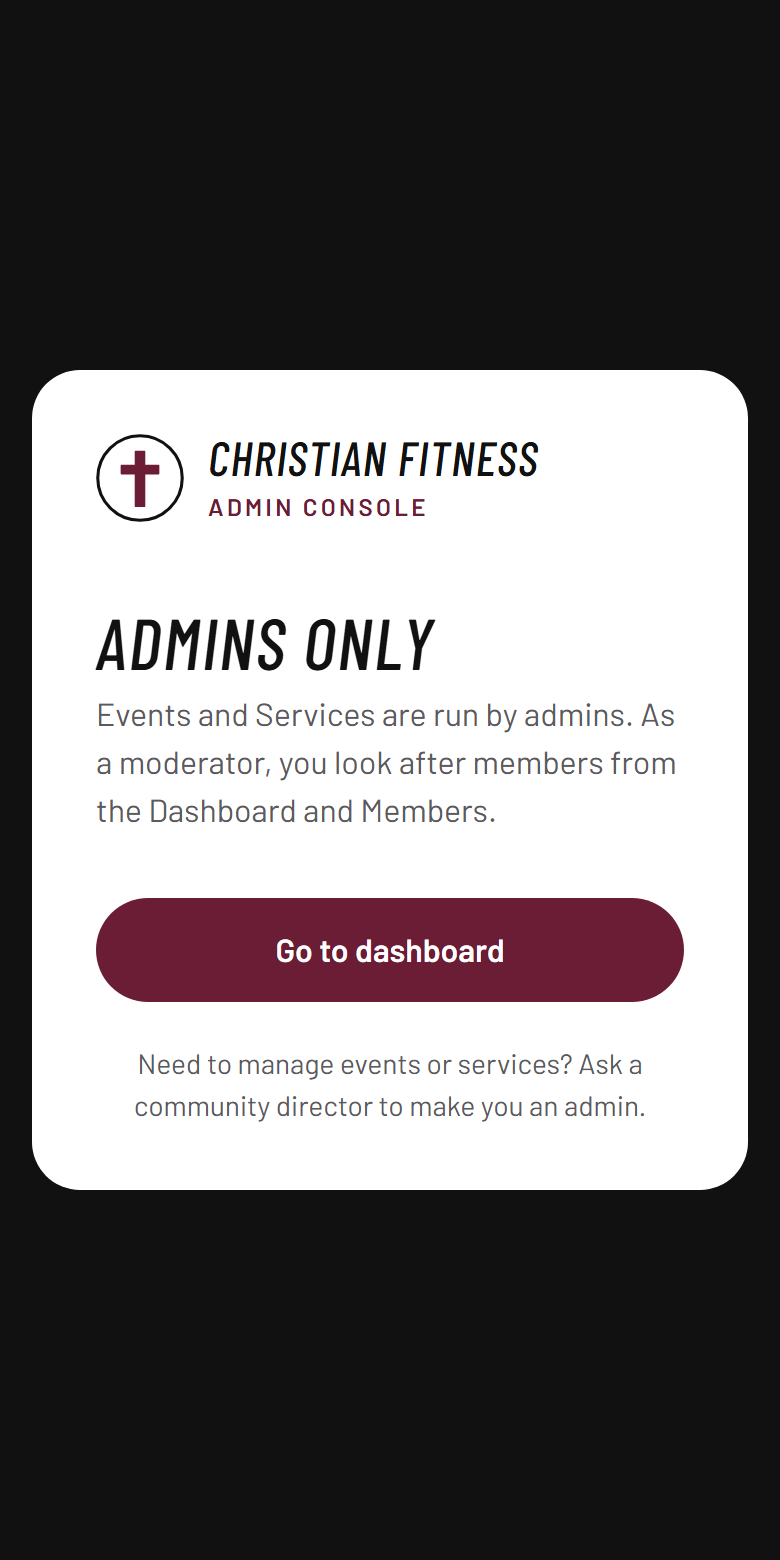 CHRISTIAN FITNESS
ADMIN CONSOLE
ADMINS ONLY
Events and Services are run by admins. As
a moderator, you look after members from
the Dashboard and Members.
Go to dashboard
Need to manage events or services? Ask a
community director to make you an admin.